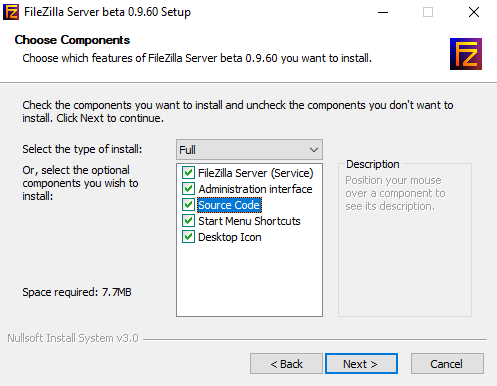 FileZilla Server beta 0.9.60 Setup
Choose Components
Choose which features of FileZilla Server beta 0.9.60 you want to install.
Fz
Check the components you want to install and uncheck the components you don't want to
install. Click Next to continue.
Select the type of install:
Full
Or, select the optional
components you wish to
install:
FileZilla Server (Service)
Administration interface
Source Code
Start Menu Shortcuts
Desktop Icon
Description
Position your mouse
over a component to
see its description.
Space required: 7.7MB
Nullsoft Install System v3.0
< Back
Next >
Cancel